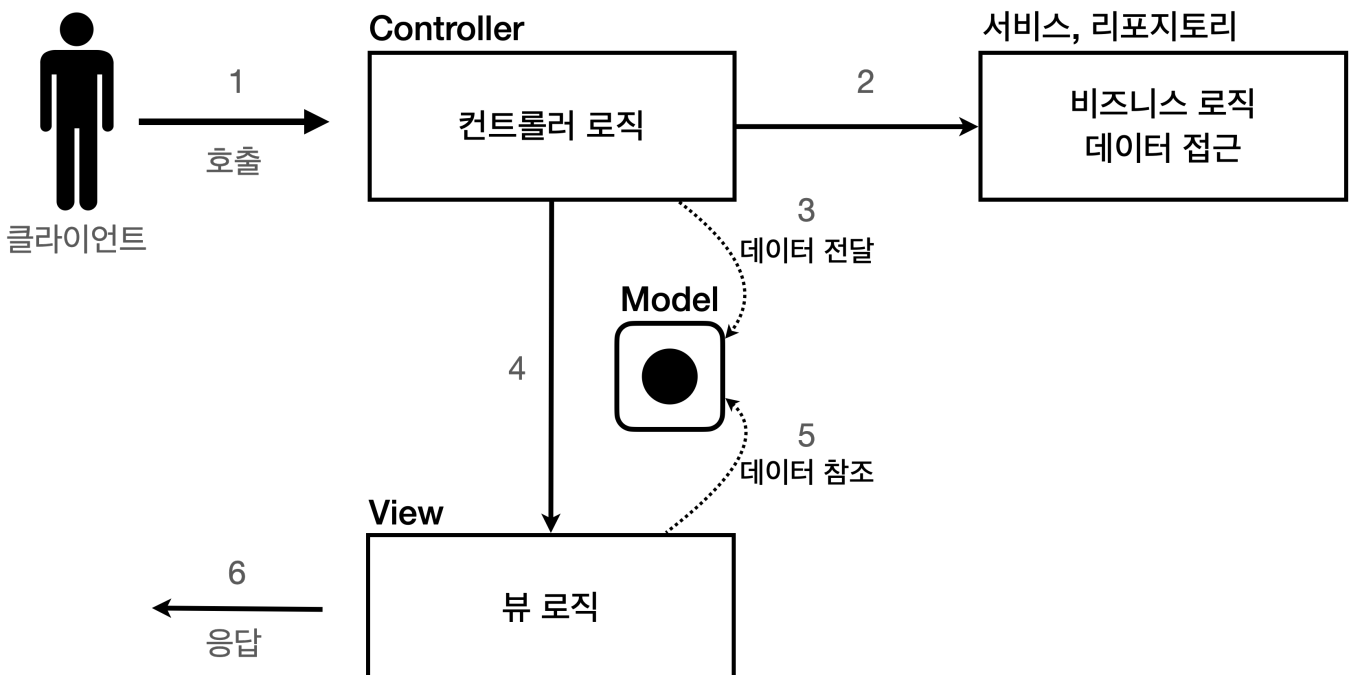 Controller
서비스, 리포지토리
1
호출
클라이언트
컨트롤러 로직
2
비즈니스 로직
데이터 접근
3
데이터 전달
Model
4
5
데이터 참조
View
뷰 로직
6
응답